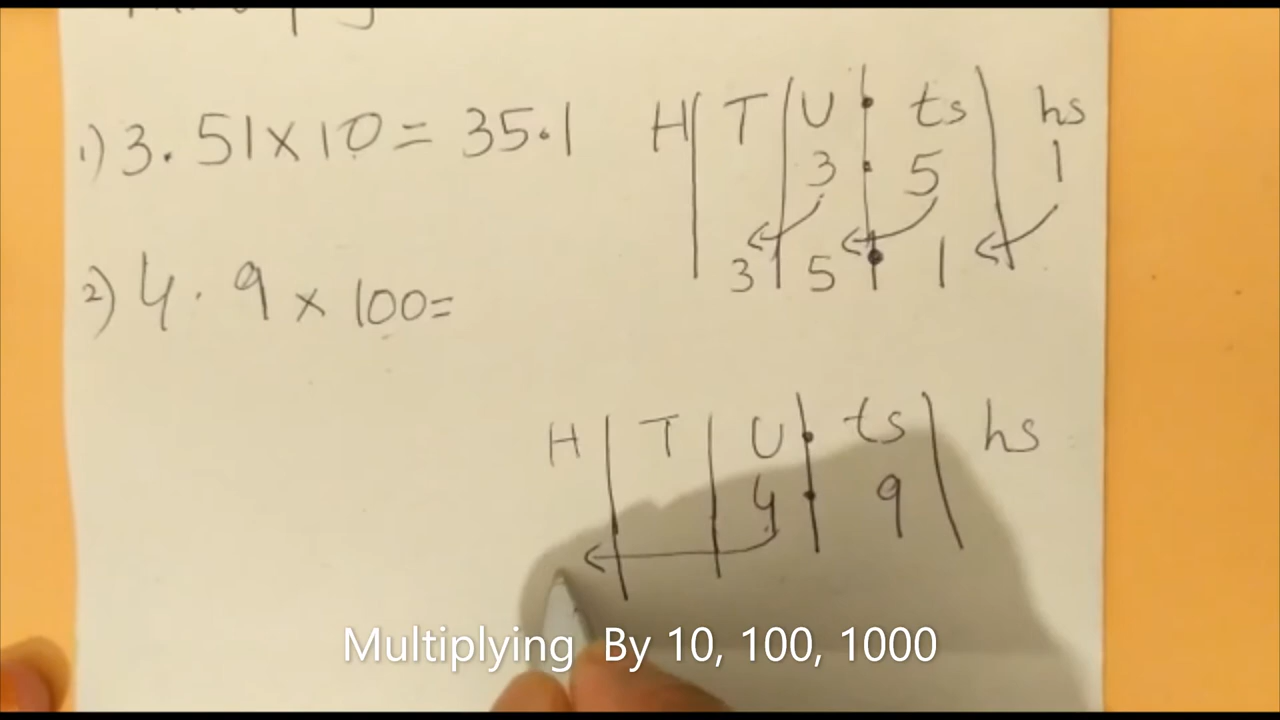 1) 3.51 x 10 = 35.1
H T U . ts hs
3 . 5 1
3 5 . 1
2) 4.9 x 100 =
H T U . ts hs
4 . 9
Multiplying By 10, 100, 1000